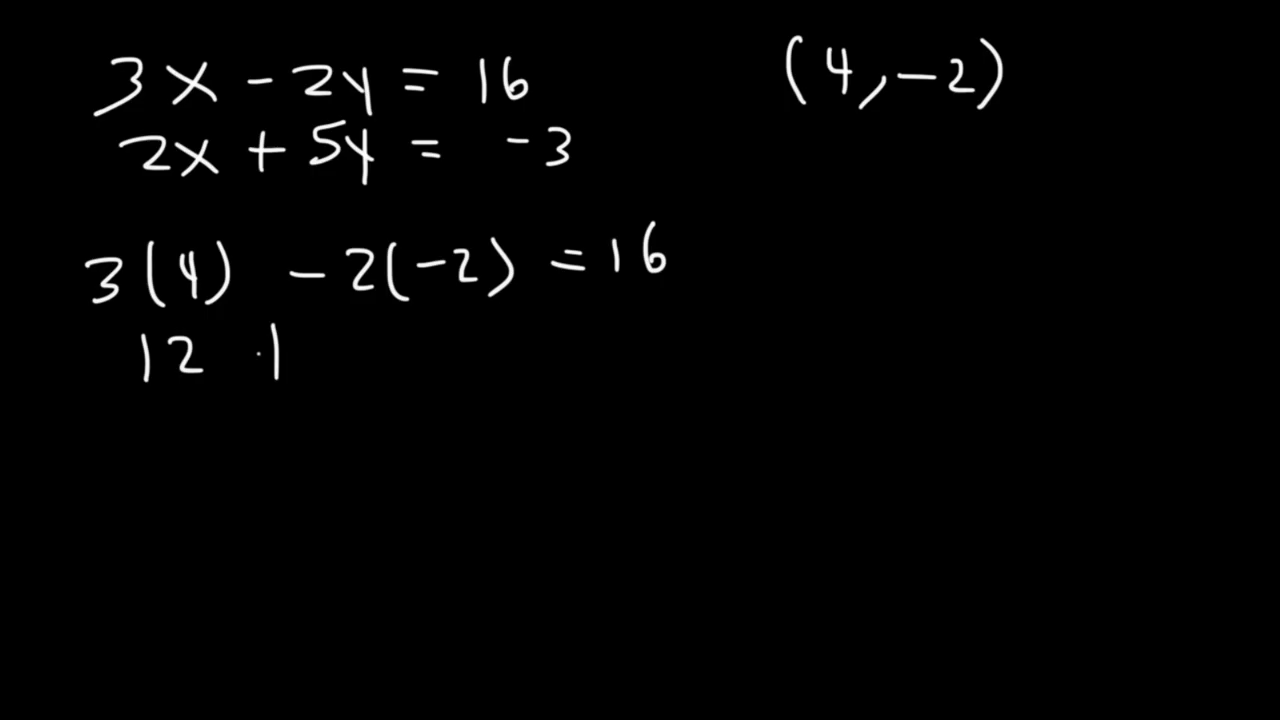 3x - 2y = 16 (4, -2)
2x + 5y = -3
3(4) - 2(-2) = 16
12